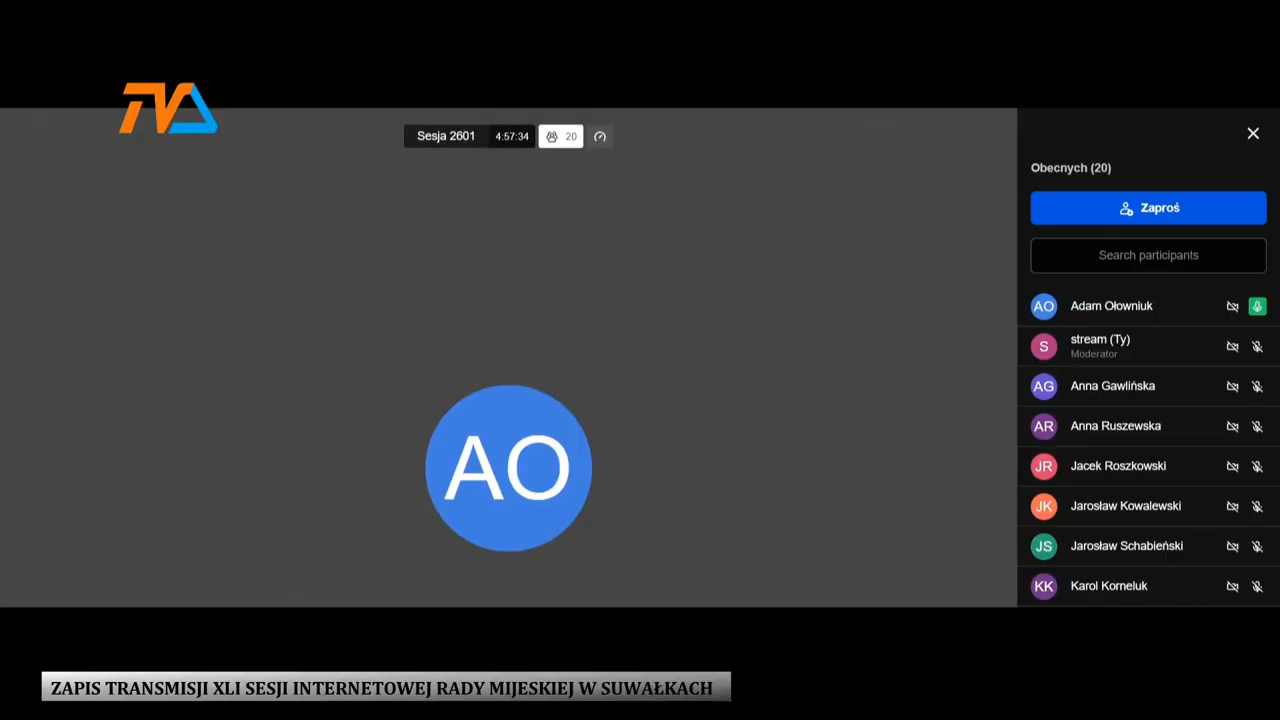 TVA
Sesja 2601
4:57:34
20
Obecnych (20)
Zaproś
Search participants
AO Adam Ołowniuk
S stream (Ty)
Moderator
AG Anna Gawlińska
AR Anna Ruszewska
JR Jacek Roszkowski
JK Jarosław Kowalewski
JS Jarosław Schabieński
KK Karol Korneluk
AO
ZAPIS TRANSMISJI XLI SESJI INTERNETOWEJ RADY MIJESKIEJ W SUWAŁKACH